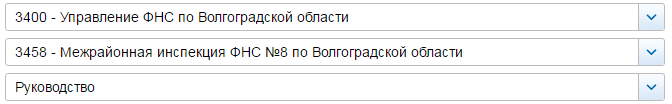 3400 - Управление ФНС по Волгоградской области
3458 - Межрайонная инспекция ФНС №8 по Волгоградской области
Руководство